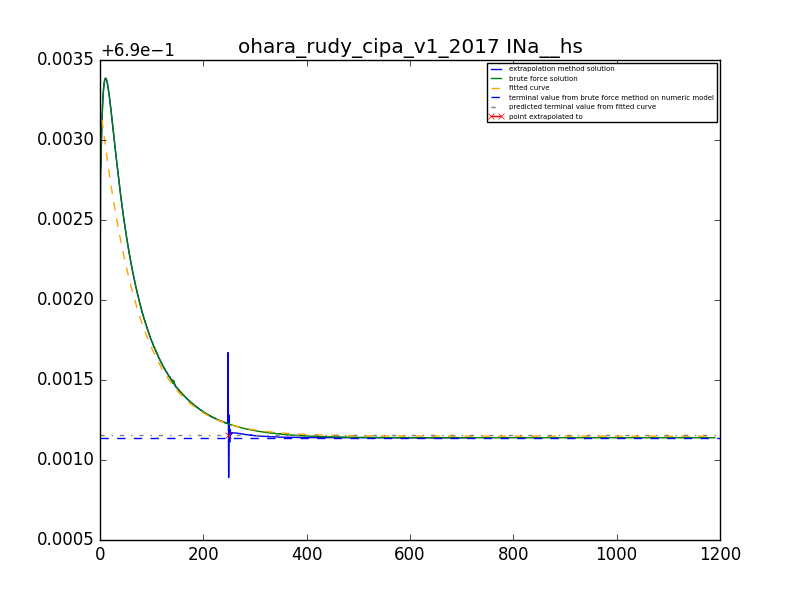 ohara_rudy_cipa_v1_2017 INa__hs
+6.9e−1
extrapolation method solution
brute force solution
fitted curve
terminal value from brute force method on numeric model
predicted terminal value from fitted curve
point extrapolated to
0.0035
0.0030
0.0025
0.0020
0.0015
0.0010
0.0005
0 200 400 600 800 1000 1200